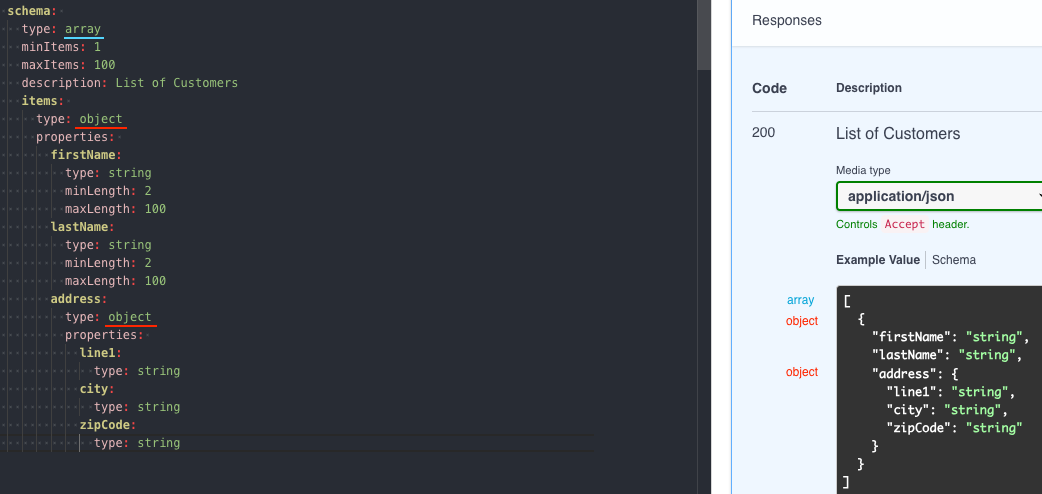 schema:
type: array
minItems: 1
maxItems: 100
description: List of Customers
items:
type: object
properties:
firstName:
type: string
minLength: 2
maxLength: 100
lastName:
type: string
minLength: 2
maxLength: 100
address:
type: object
properties:
line1:
type: string
city:
type: string
zipCode:
type: string
Responses
Code Description
200 List of Customers
Media type
application/json
Controls Accept header.
Example Value Schema
array [
object {
"firstName": "string",
"lastName": "string",
object "address": {
"line1": "string",
"city": "string",
"zipCode": "string"
}
}
]